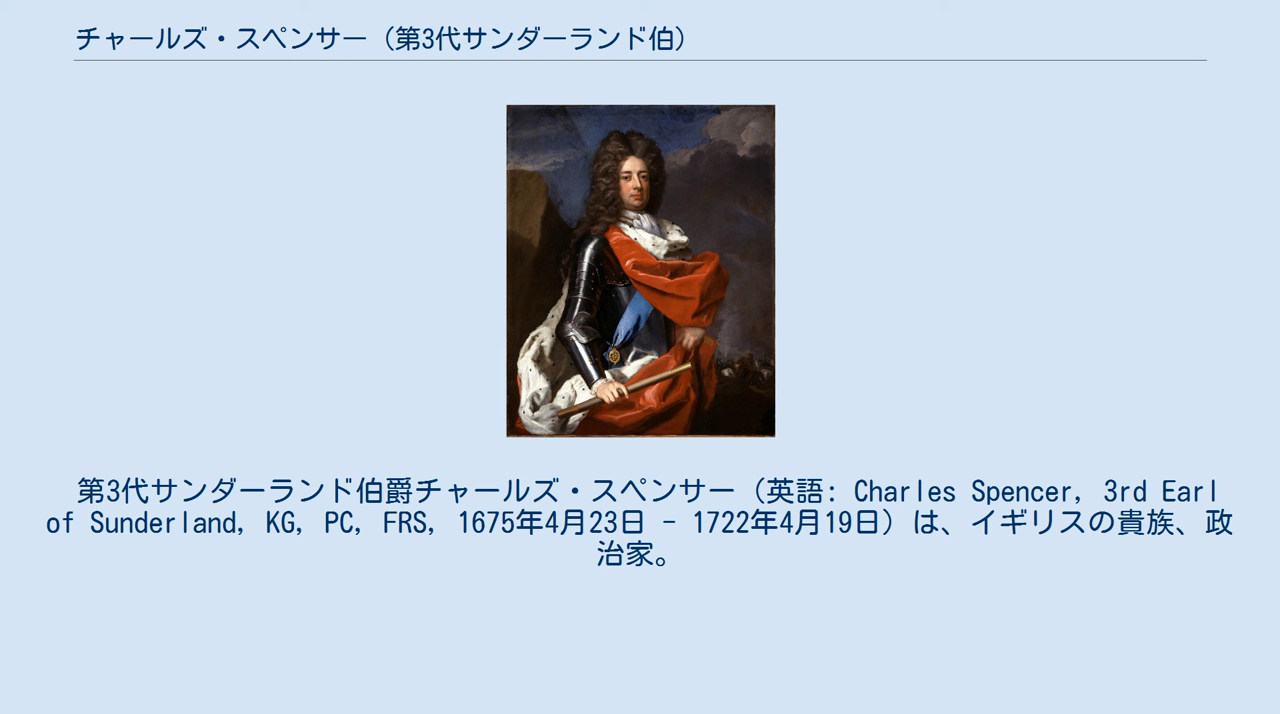 チャールズ・スペンサー（第3代サンダーランド伯）
第3代サンダーランド伯爵チャールズ・スペンサー（英語: Charles Spencer, 3rd Earl
of Sunderland, KG, PC, FRS, 1675年4月23日 - 1722年4月19日）は、イギリスの貴族、政
治家。